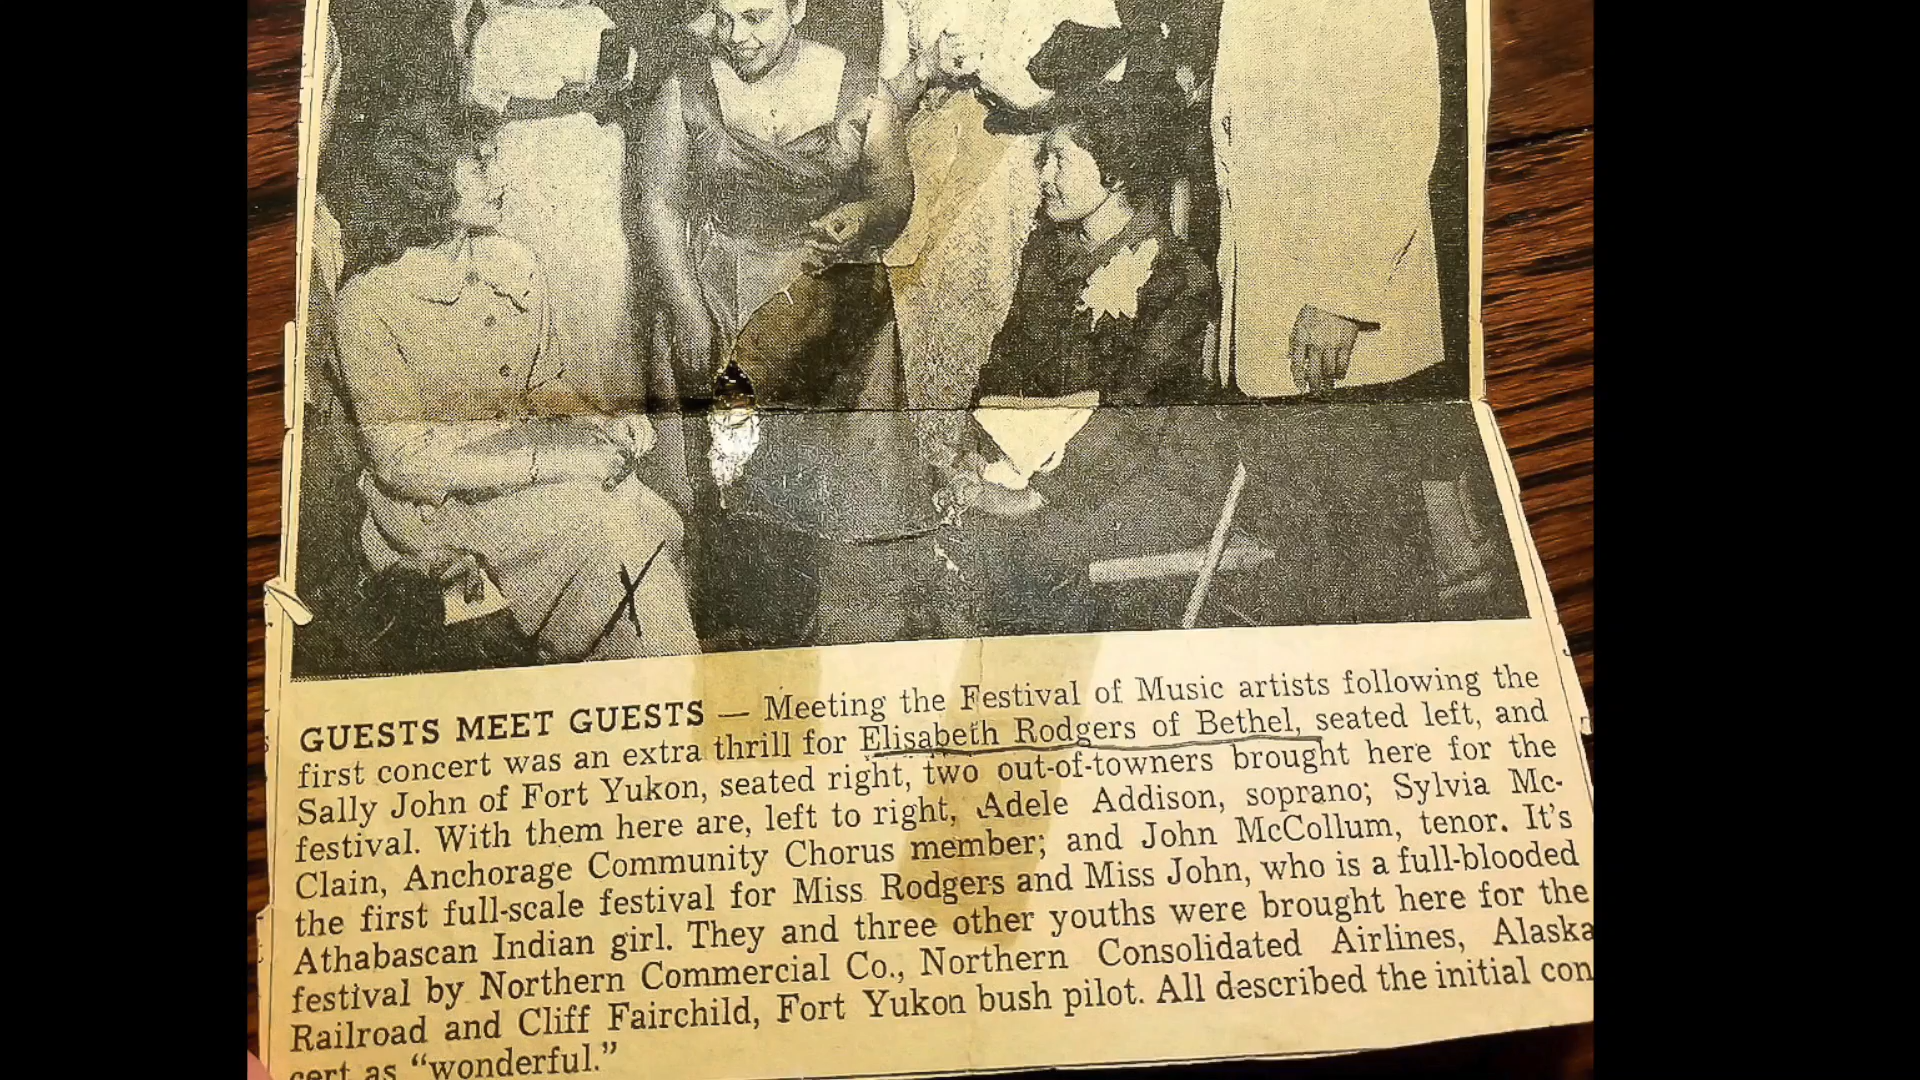 GUESTS MEET GUESTS — Meeting the Festival of Music artists following the
first concert was an extra thrill for Elisabeth Rodgers of Bethel, seated left, and
Sally John of Fort Yukon, seated right, two out-of-towners brought here for the
festival. With them here are, left to right, Adele Addison, soprano; Sylvia Mc-
Clain, Anchorage Community Chorus member; and John McCollum, tenor. It's
the first full-scale festival for Miss Rodgers and Miss John, who is a full-blooded
Athabascan Indian girl. They and three other youths were brought here for the
festival by Northern Commercial Co., Northern Consolidated Airlines, Alaska
Railroad and Cliff Fairchild, Fort Yukon bush pilot. All described the initial con
cert as “wonderful.”